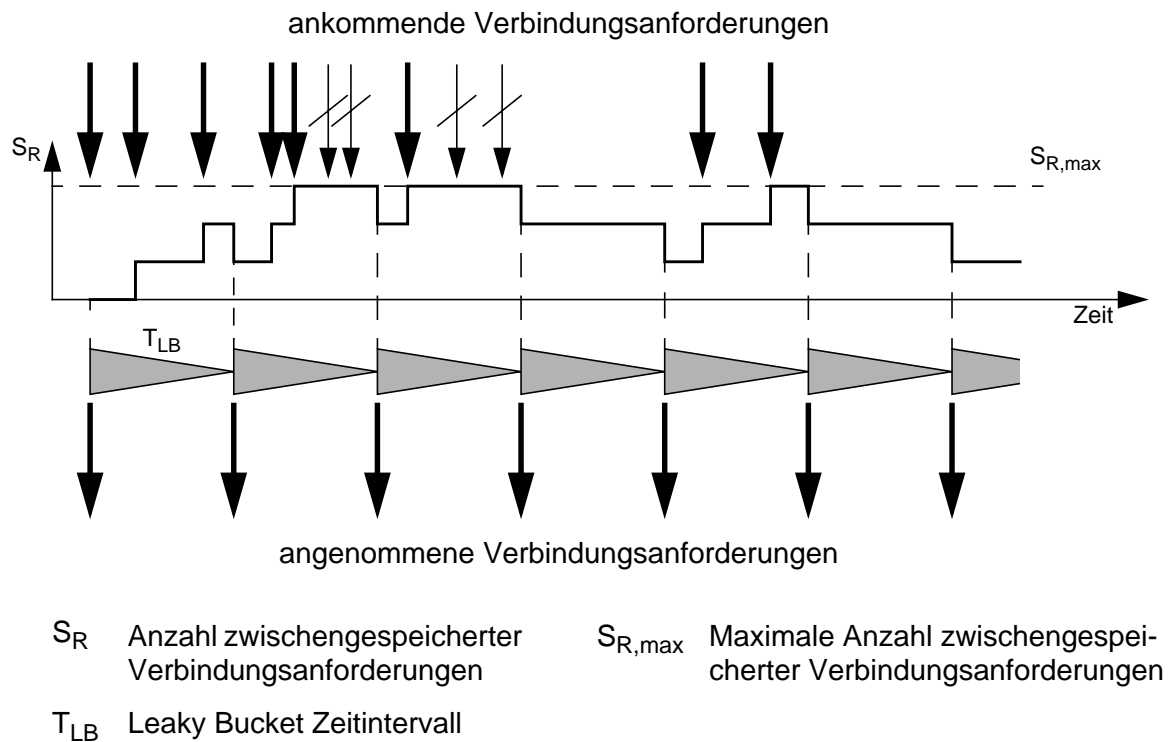 ankommende Verbindungsanforderungen
S_R
S_R,max
Zeit
T_LB
angenommene Verbindungsanforderungen
S_R Anzahl zwischengespeicherter
Verbindungsanforderungen
S_R,max Maximale Anzahl zwischengespei-
cherter Verbindungsanforderungen
T_LB Leaky Bucket Zeitintervall